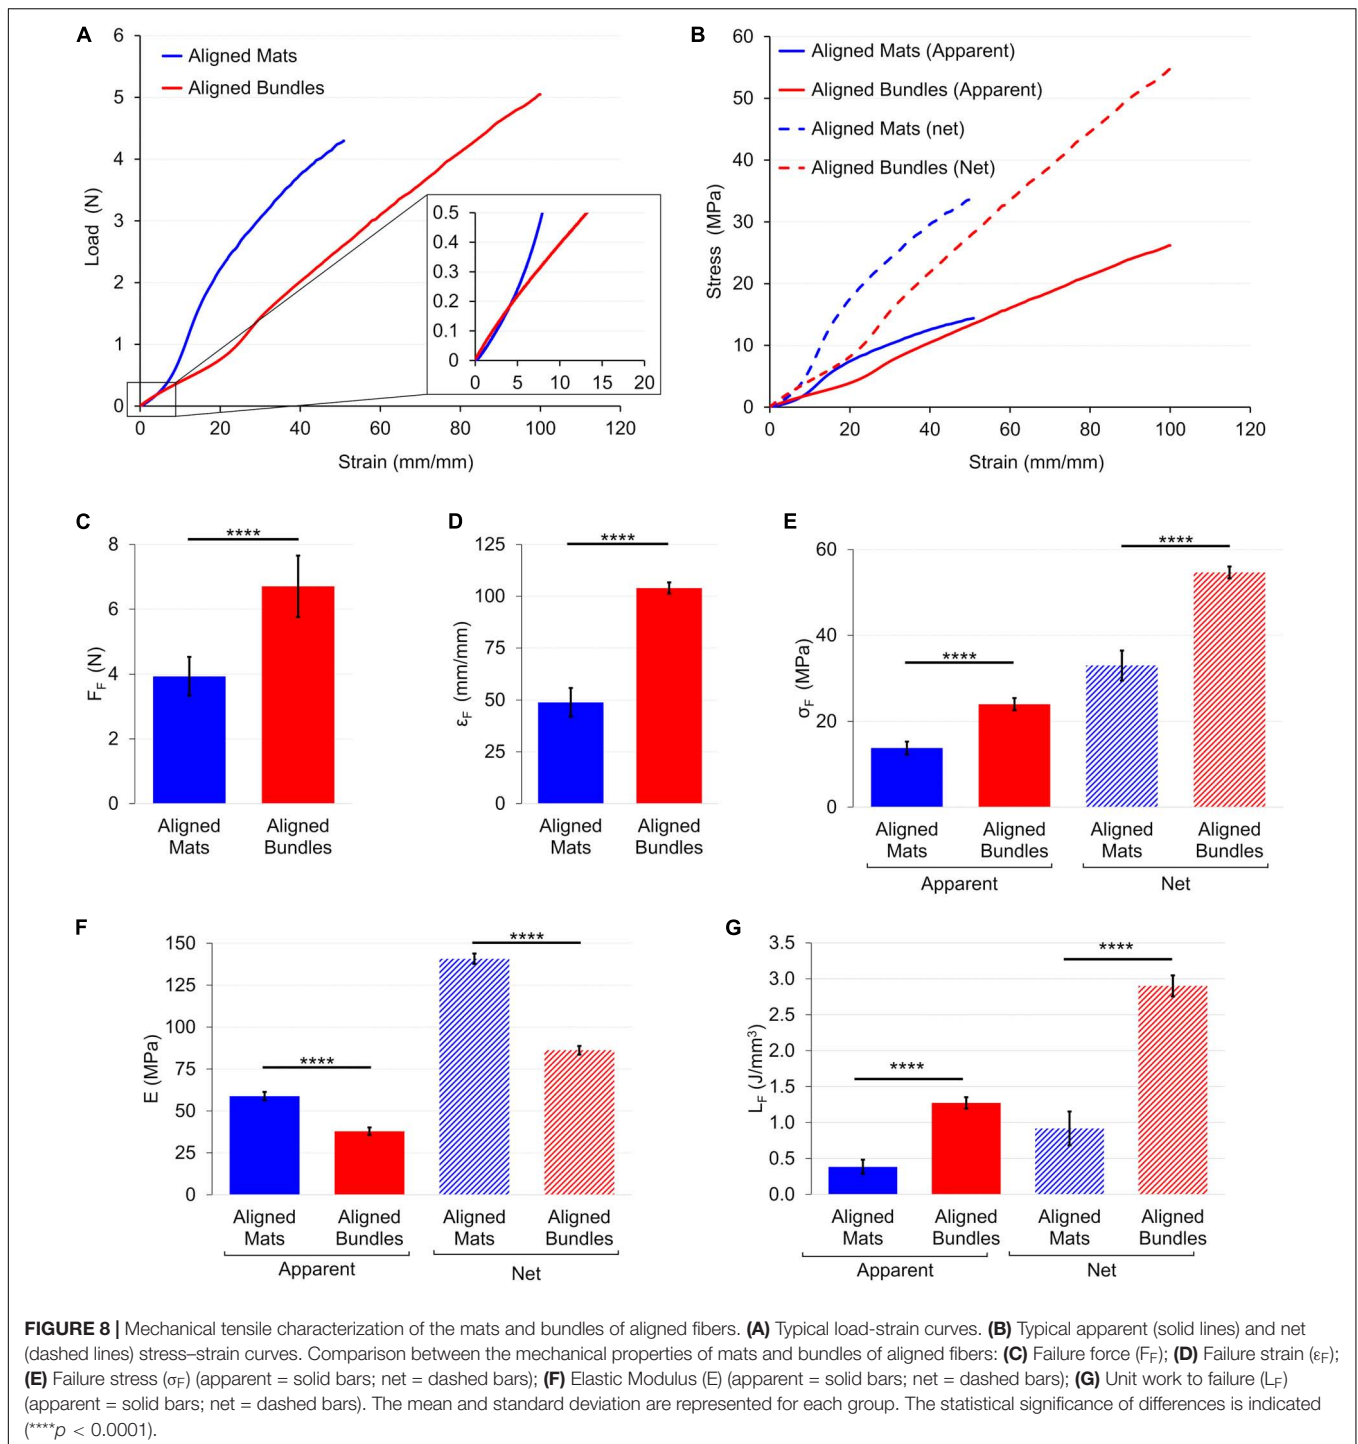 A
6
5
4
3
2
1
0
Load (N)
Aligned Mats
Aligned Bundles
0.5
0.4
0.3
0.2
0.1
0
0 5 10 15 20
0 20 40 60 80 100 120
Strain (mm/mm)
B
60
50
40
30
20
10
0
Stress (MPa)
Aligned Mats (Apparent)
Aligned Bundles (Apparent)
Aligned Mats (net)
Aligned Bundles (Net)
0 20 40 60 80 100 120
Strain (mm/mm)
C
8
6
4
2
0
F_F (N)
****
Aligned Aligned
Mats Bundles
D
125
100
75
50
25
0
ε_F (mm/mm)
****
Aligned Aligned
Mats Bundles
E
60
40
20
0
σ_F (MPa)
****
****
Aligned Aligned Aligned Aligned
Mats Bundles Mats Bundles
Apparent Net
F
150
125
100
75
50
25
0
E (MPa)
****
****
Aligned Aligned Aligned Aligned
Mats Bundles Mats Bundles
Apparent Net
G
3.5
3.0
2.5
2.0
1.5
1.0
0.5
0.0
L_F (J/mm³)
****
****
Aligned Aligned Aligned Aligned
Mats Bundles Mats Bundles
Apparent Net
FIGURE 8 | Mechanical tensile characterization of the mats and bundles of aligned fibers. (A) Typical load-strain curves. (B) Typical apparent (solid lines) and net
(dashed lines) stress–strain curves. Comparison between the mechanical properties of mats and bundles of aligned fibers: (C) Failure force (F_F); (D) Failure strain (ε_F);
(E) Failure stress (σ_F) (apparent = solid bars; net = dashed bars); (F) Elastic Modulus (E) (apparent = solid bars; net = dashed bars); (G) Unit work to failure (L_F)
(apparent = solid bars; net = dashed bars). The mean and standard deviation are represented for each group. The statistical significance of differences is indicated
(****p < 0.0001).